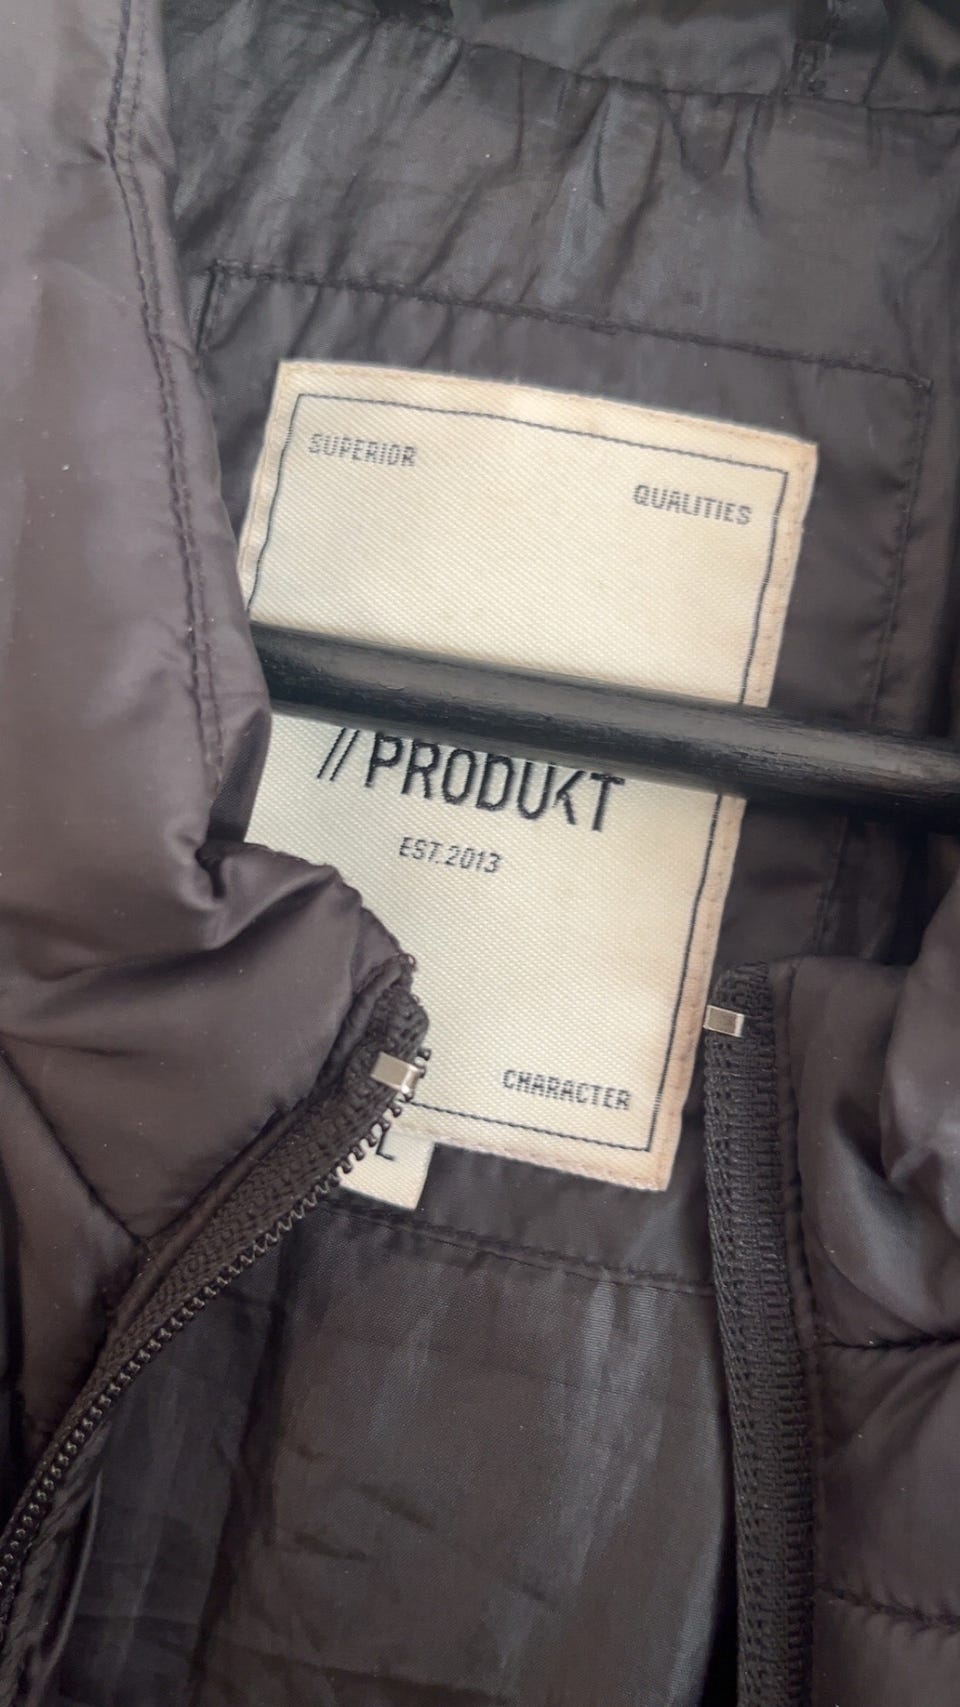 SUPERIOR
QUALITIES
//PRODUKT
EST.2013
CHARACTER
L